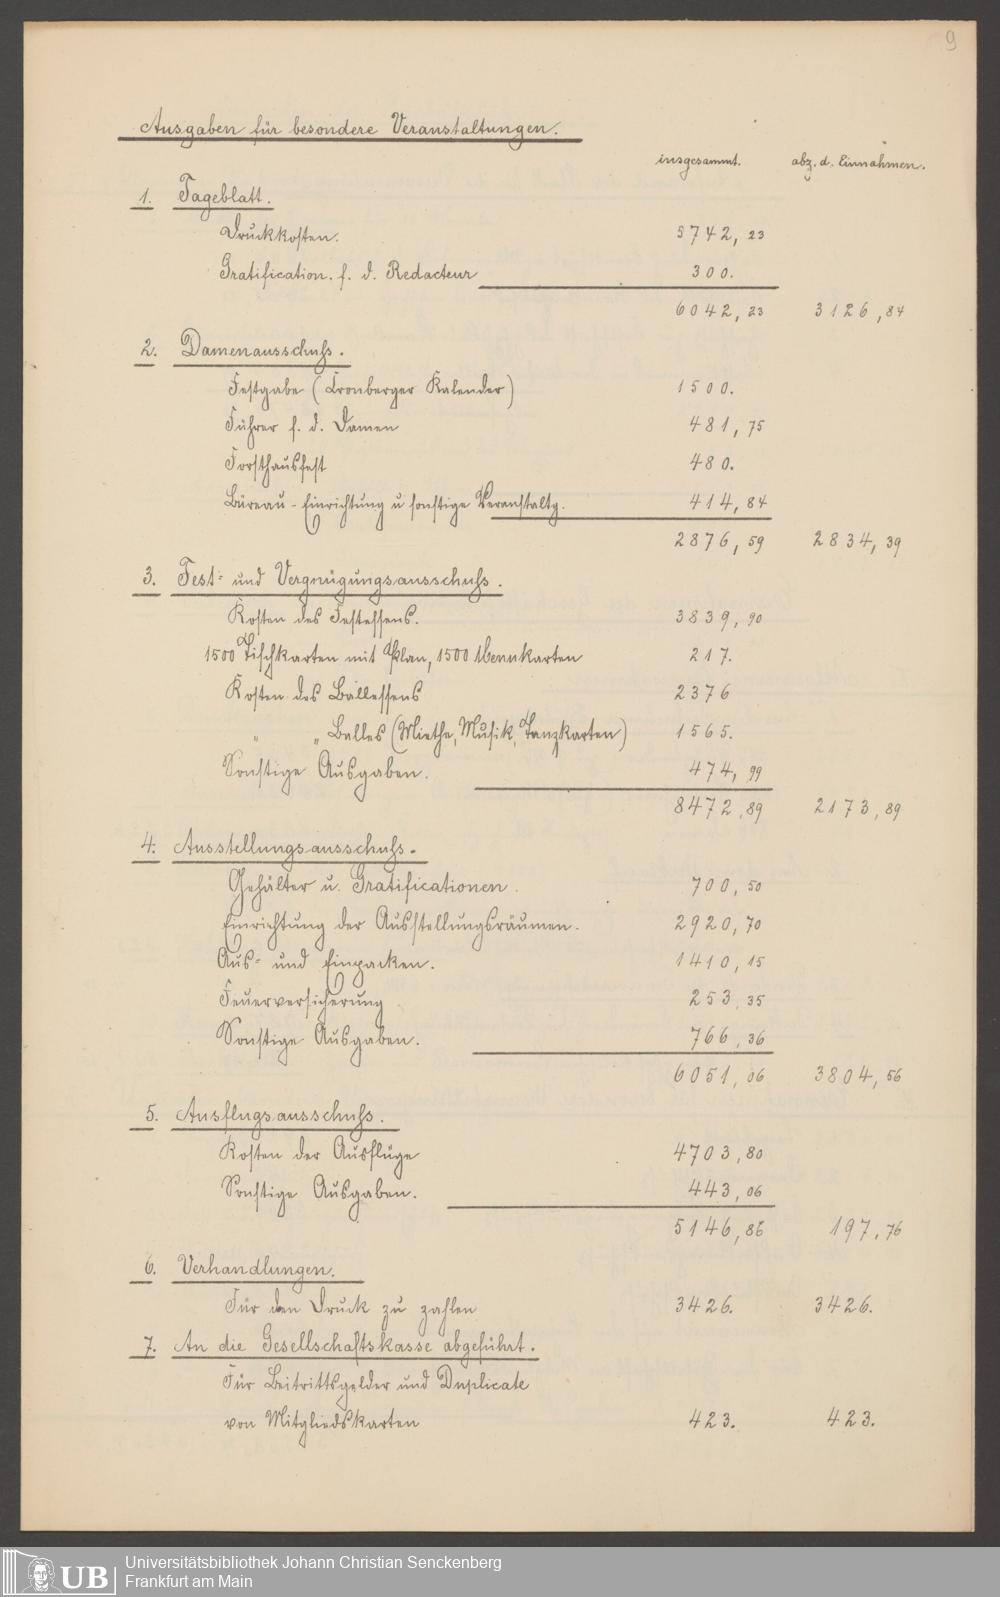 9
Ausgaben für besondere Veranstaltungen.
insgesammt. abz. d. Einnahmen.
1. Tageblatt.
Druckkosten. 5742,23
Gratification. f. d. Redacteur 300.
6042,23 3126,84
2. Damenausschuss.
Festgabe (Cronberger Kalender) 1500.
Führer f. d. Damen 481,75
Forsthausfest 480.
Büreau-Einrichtung u sonstige Veranstaltg. 414,84
2876,59 2834,39
3. Fest- und Vergnügungsausschuss.
Kosten des Festessens. 3839,90
1500 Tischkarten mit Plan, 1500 Menukarten 217.
Kosten des Ballessens 2376
" " Balles (Miethe, Musik, Tanzkarten) 1565.
Sonstige Ausgaben. 474,99
8472,89 2173,89
4. Ausstellungsausschuss.
Gehälter u. Gratificationen. 700,50
Einrichtung der Ausstellungsräumen. 2920,70
Aus- und Einpacken. 1410,15
Feuerversicherung 253,35
Sonstige Ausgaben. 766,36
6051,06 3804,56
5. Ausflugsausschuss.
Kosten der Ausflüge 4703,80
Sonstige Ausgaben. 443,06
5146,86 197,76
6. Verhandlungen.
Für den Druck zu zahlen 3426. 3426.
7. An die Gesellschaftskasse abgeführt.
Für Beitrittsgelder und Duplicate
von Mitgliedskarten 423. 423.
UB Universitätsbibliothek Johann Christian Senckenberg
Frankfurt am Main